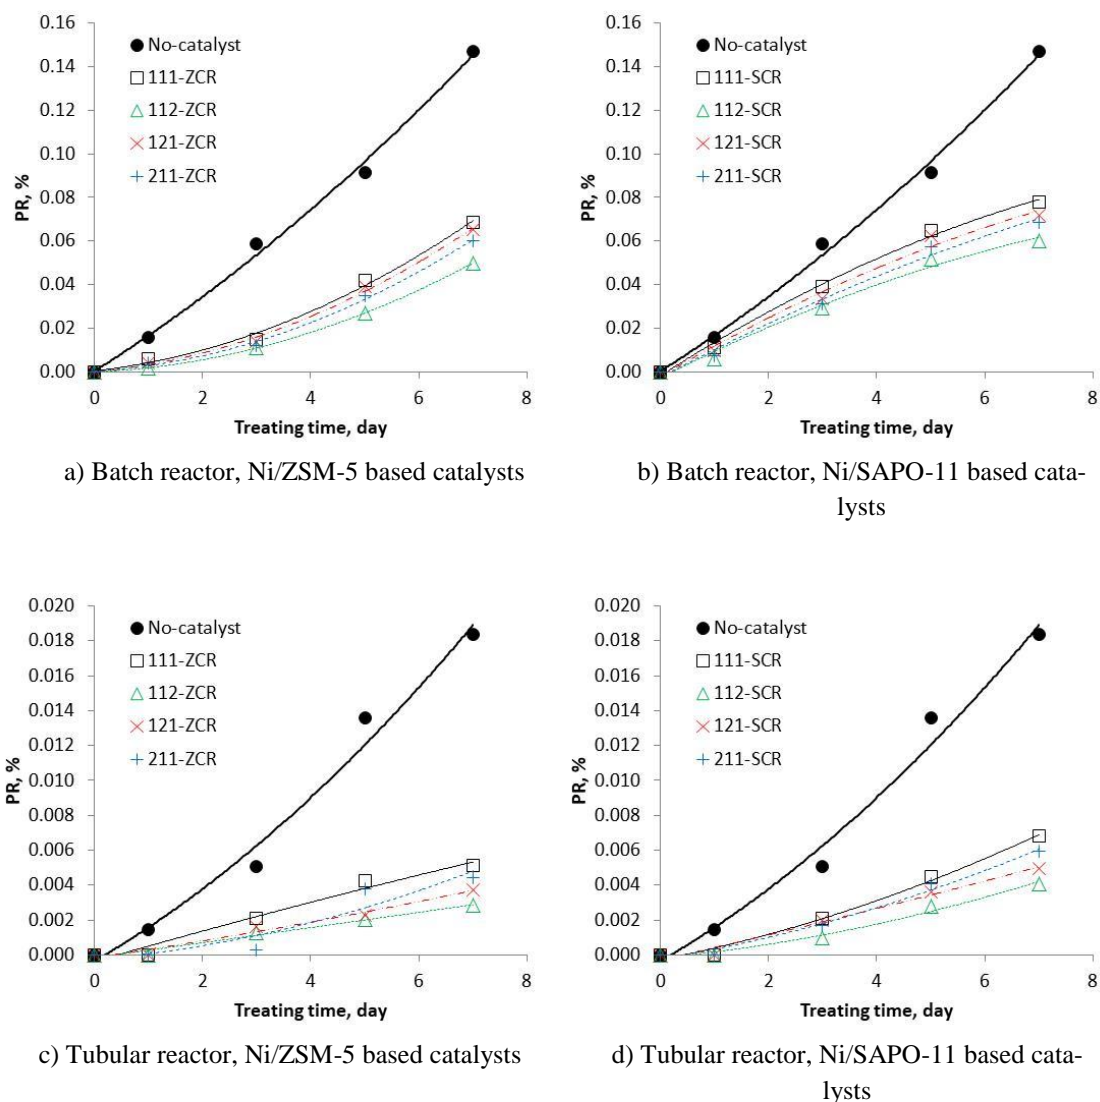 0.16
0.14
0.12
0.10
0.08
0.06
0.04
0.02
0.00
PR, %
No-catalyst
111-ZCR
112-ZCR
121-ZCR
211-ZCR
0 2 4 6 8
Treating time, day
a) Batch reactor, Ni/ZSM-5 based catalysts
0.16
0.14
0.12
0.10
0.08
0.06
0.04
0.02
0.00
PR, %
No-catalyst
111-SCR
112-SCR
121-SCR
211-SCR
0 2 4 6 8
Treating time, day
b) Batch reactor, Ni/SAPO-11 based cata-
lysts
0.020
0.018
0.016
0.014
0.012
0.010
0.008
0.006
0.004
0.002
0.000
PR, %
No-catalyst
111-ZCR
112-ZCR
121-ZCR
211-ZCR
0 2 4 6 8
Treating time, day
c) Tubular reactor, Ni/ZSM-5 based catalysts
0.020
0.018
0.016
0.014
0.012
0.010
0.008
0.006
0.004
0.002
0.000
PR, %
No-catalyst
111-SCR
112-SCR
121-SCR
211-SCR
0 2 4 6 8
Treating time, day
d) Tubular reactor, Ni/SAPO-11 based cata-
lysts